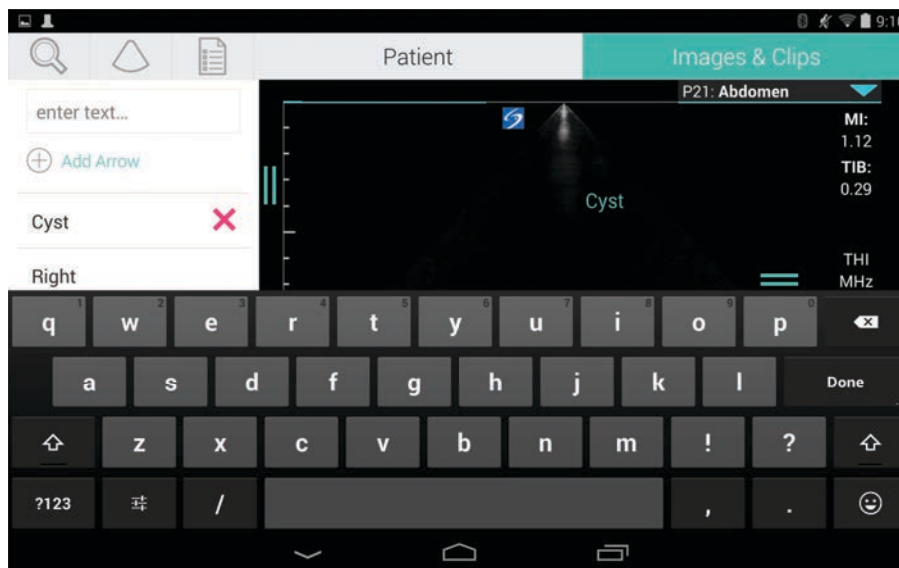 9:10
Patient
Images & Clips
enter text...
Add Arrow
Cyst
Right
P21: Abdomen
MI:
1.12
TIB:
0.29
THI
MHz
Cyst
1 2 3 4 5 6 7 8 9 0
q w e r t y u i o p
a s d f g h j k l Done
z x c v b n m ! ?
?123 / , .